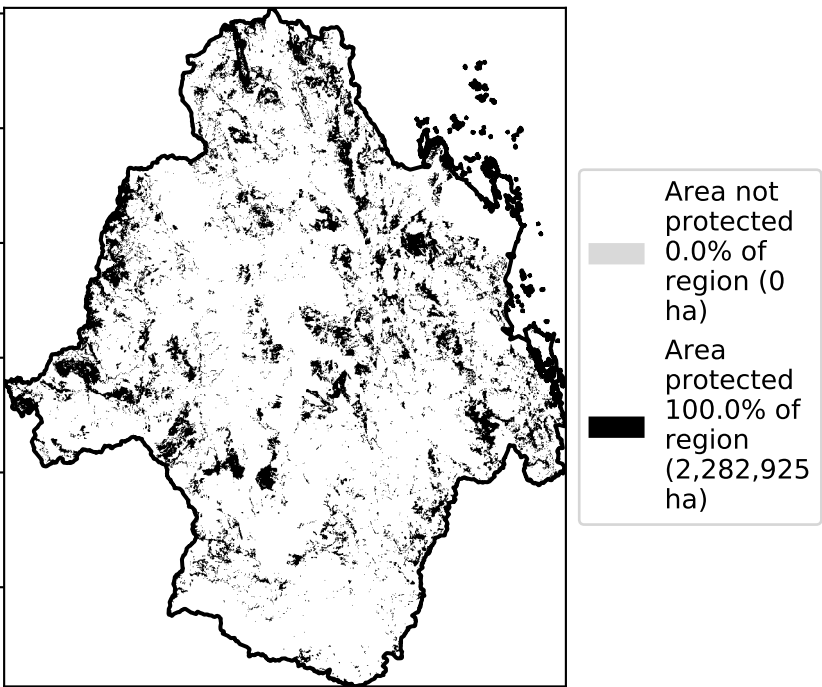 Area not
protected
0.0% of
region (0
ha)
Area
protected
100.0% of
region
(2,282,925
ha)